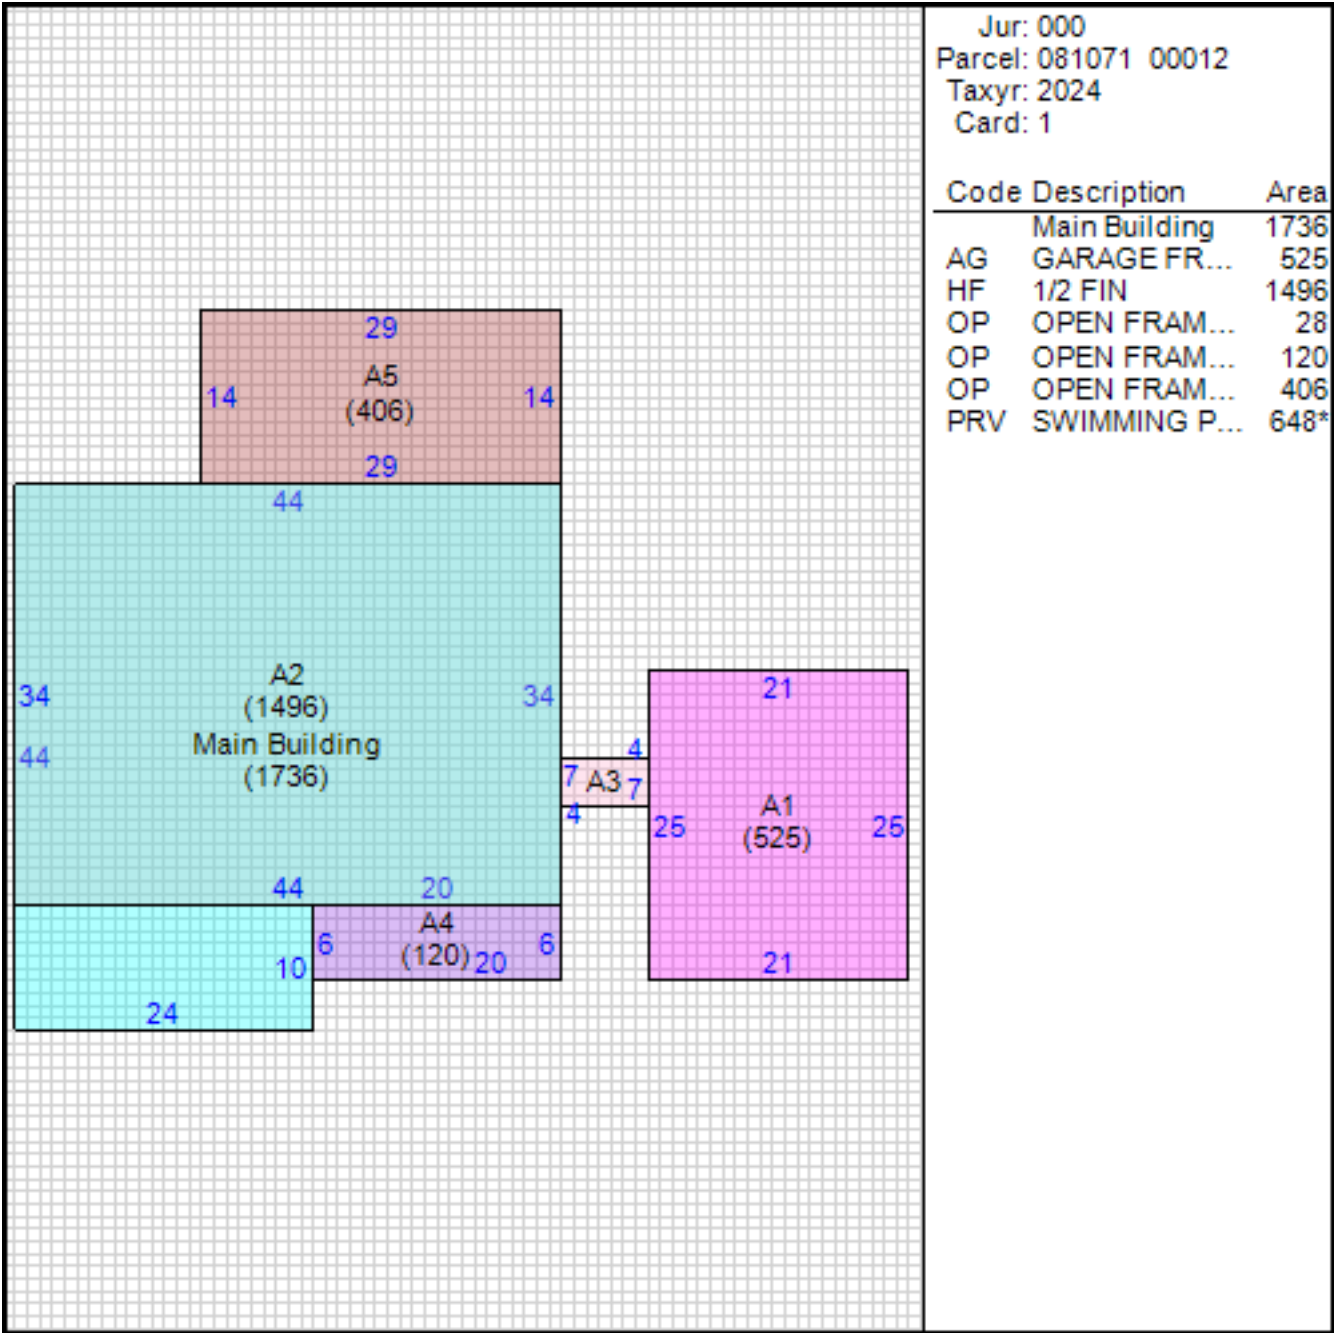 29
A5
14
14
(406)
29
44
A2
34
34
(1496)
21
Main Building
44
4
(1736)
7
A3
7
4
A1
25
25
(525)
44
20
A4
6
6
(120)
20
10
21
24
Jur: 000
Parcel: 081071 00012
Taxyr: 2024
Card: 1
Code Description Area
Main Building 1736
AG GARAGE FR... 525
HF 1/2 FIN 1496
OP OPEN FRAM... 28
OP OPEN FRAM... 120
OP OPEN FRAM... 406
PRV SWIMMING P... 648*